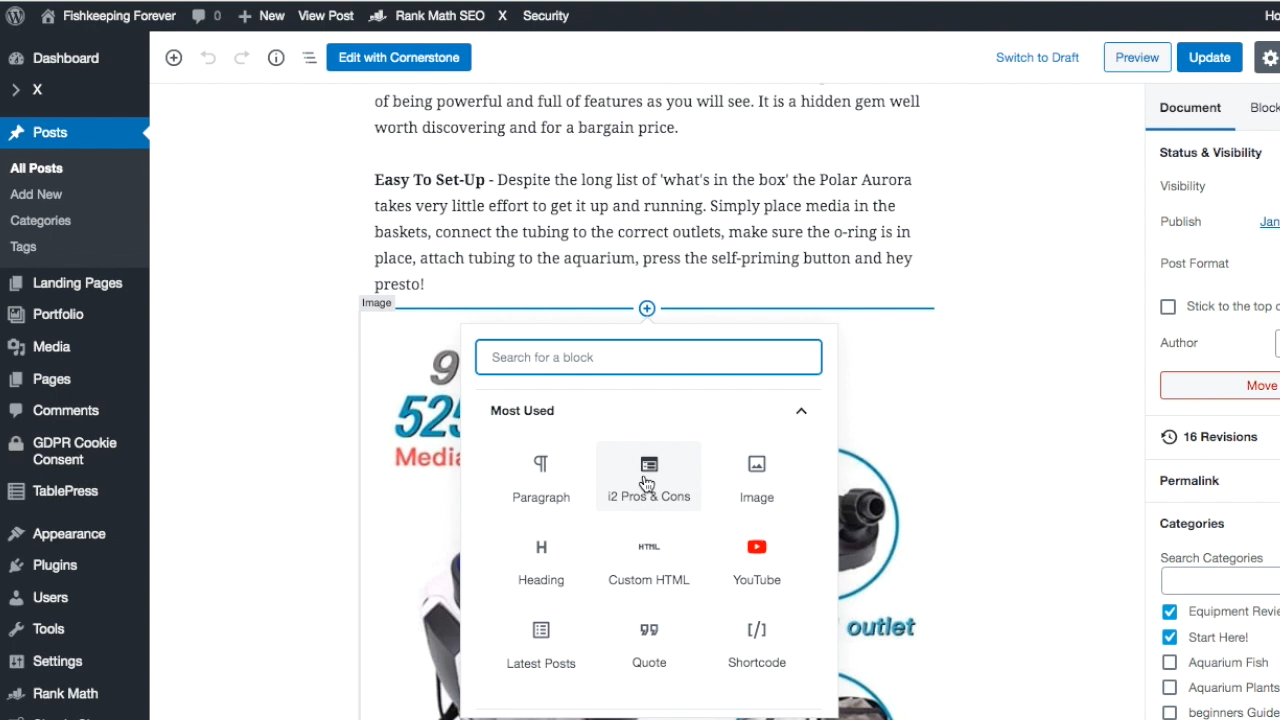 Fishkeeping Forever 0 New View Post Rank Math SEO X Security
Dashboard
X
Posts
All Posts
Add New
Categories
Tags
Landing Pages
Portfolio
Media
Pages
Comments
GDPR Cookie
Consent
TablePress
Appearance
Plugins
Users
Tools
Settings
Rank Math
Edit with Cornerstone
Switch to Draft
Preview
Update
of being powerful and full of features as you will see. It is a hidden gem well
worth discovering and for a bargain price.
Easy To Set-Up - Despite the long list of 'what's in the box' the Polar Aurora
takes very little effort to get it up and running. Simply place media in the
baskets, connect the tubing to the correct outlets, make sure the o-ring is in
place, attach tubing to the aquarium, press the self-priming button and hey
presto!
Image
Search for a block
Most Used
Paragraph
i2 Pros & Cons
Image
Heading
HTML
Custom HTML
YouTube
Latest Posts
Quote
[/]
Shortcode
9
525
Media
outlet
Document
Block
Status & Visibility
Visibility
Publish
Jan
Post Format
Stick to the top
Author
Move
16 Revisions
Permalink
Categories
Search Categories
Equipment Revie
Start Here!
Aquarium Fish
Aquarium Plants
beginners Guide